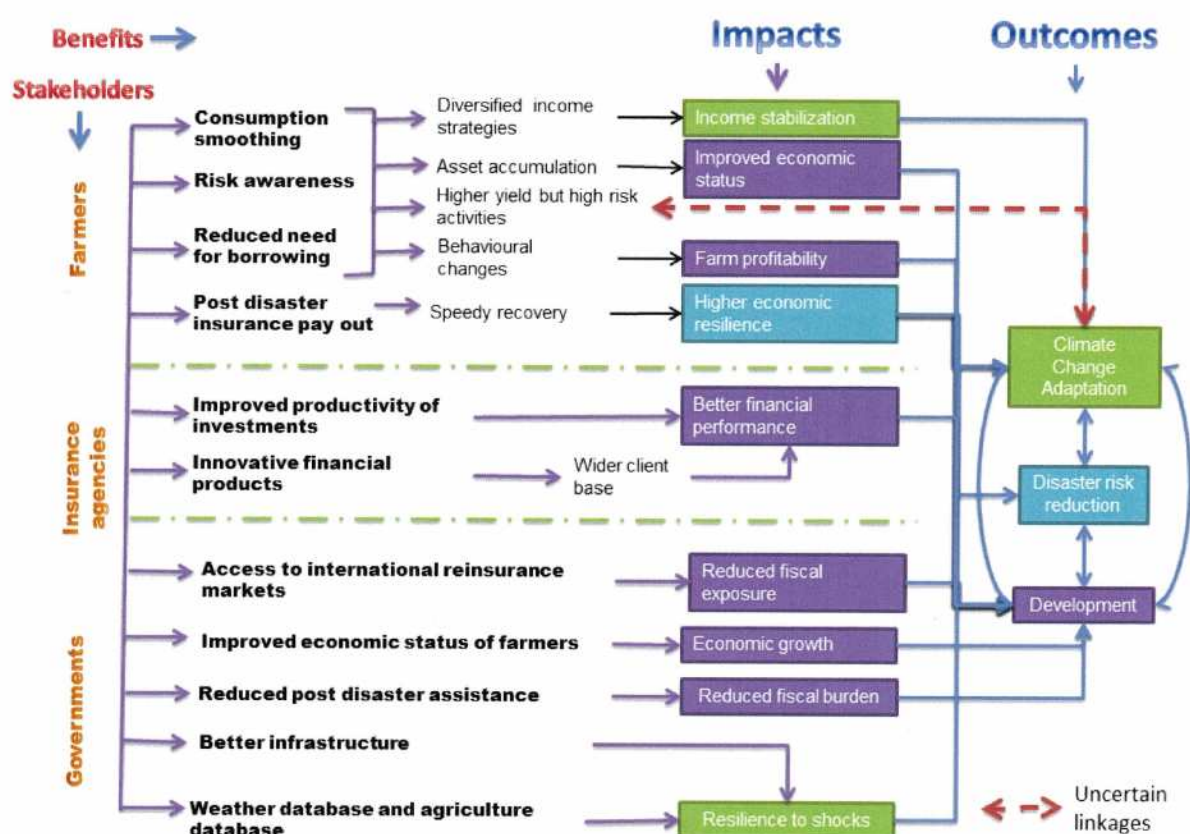 Benefits
Impacts
Outcomes
Stakeholders
Farmers
Consumption
smoothing
Diversified income
strategies
Income stabilization
Risk awareness
Asset accumulation
Improved economic
status
Higher yield but high risk
activities
Reduced need
for borrowing
Behavioural
changes
Farm profitability
Post disaster
insurance pay out
Speedy recovery
Higher economic
resilience
Climate
Change
Adaptation
Insurance
agencies
Improved productivity of
investments
Better financial
performance
Innovative financial
products
Wider client
base
Disaster risk
reduction
Governments
Access to international reinsurance
markets
Reduced fiscal
exposure
Development
Improved economic status of farmers
Economic growth
Reduced post disaster assistance
Reduced fiscal burden
Better infrastructure
Weather database and agriculture
database
Resilience to shocks
Uncertain
linkages